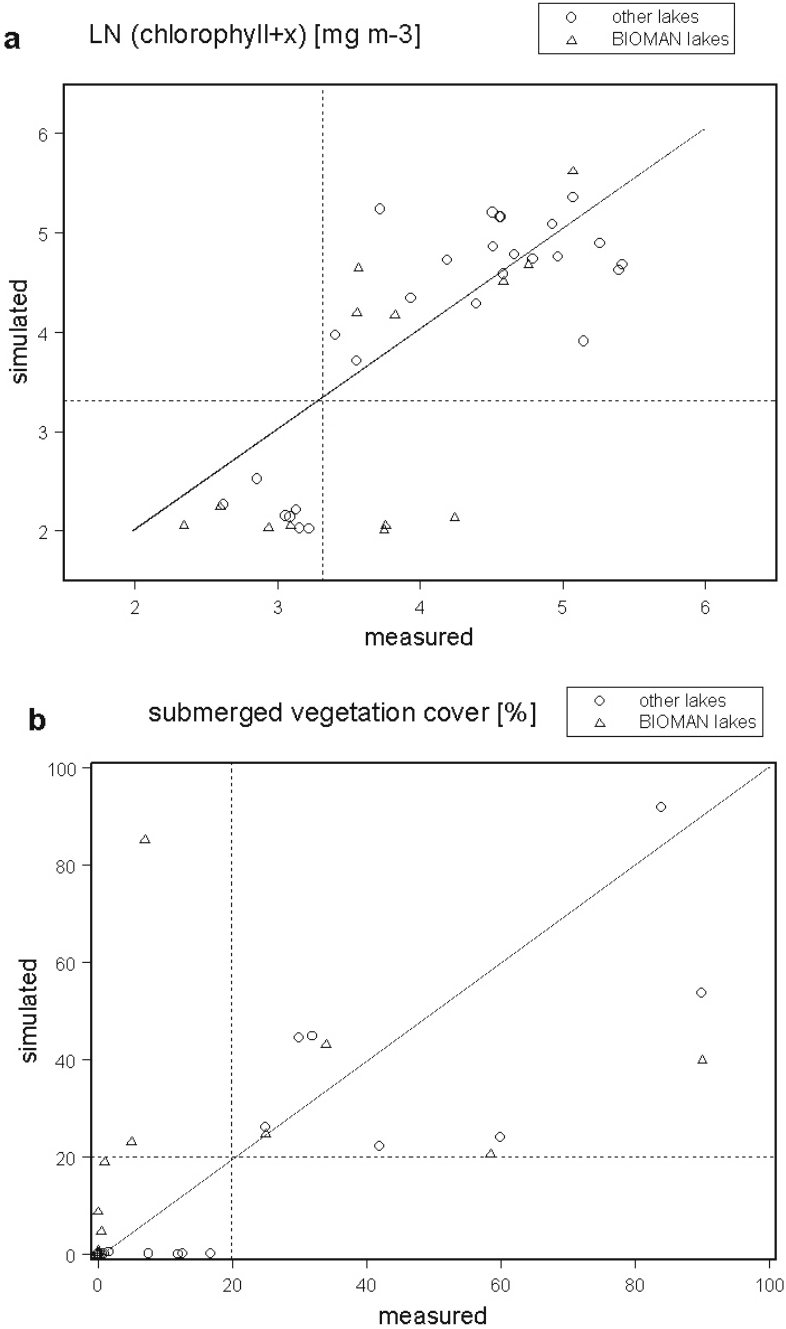 a
LN (chlorophyll+x) [mg m-3]
other lakes
BIOMAN lakes
6
5
4
3
2
simulated
2 3 4 5 6
measured
b
submerged vegetation cover [%]
other lakes
BIOMAN lakes
100
80
60
40
20
0
simulated
0 20 40 60 80 100
measured